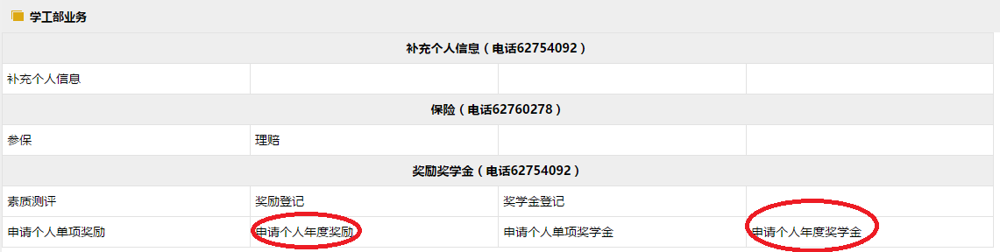 学工部业务
补充个人信息（电话62754092）
补充个人信息
保险（电话62760278）
参保 理赔
奖励奖学金（电话62754092）
素质测评 奖励登记 奖学金登记
申请个人单项奖励 申请个人年度奖励 申请个人单项奖学金 申请个人年度奖学金